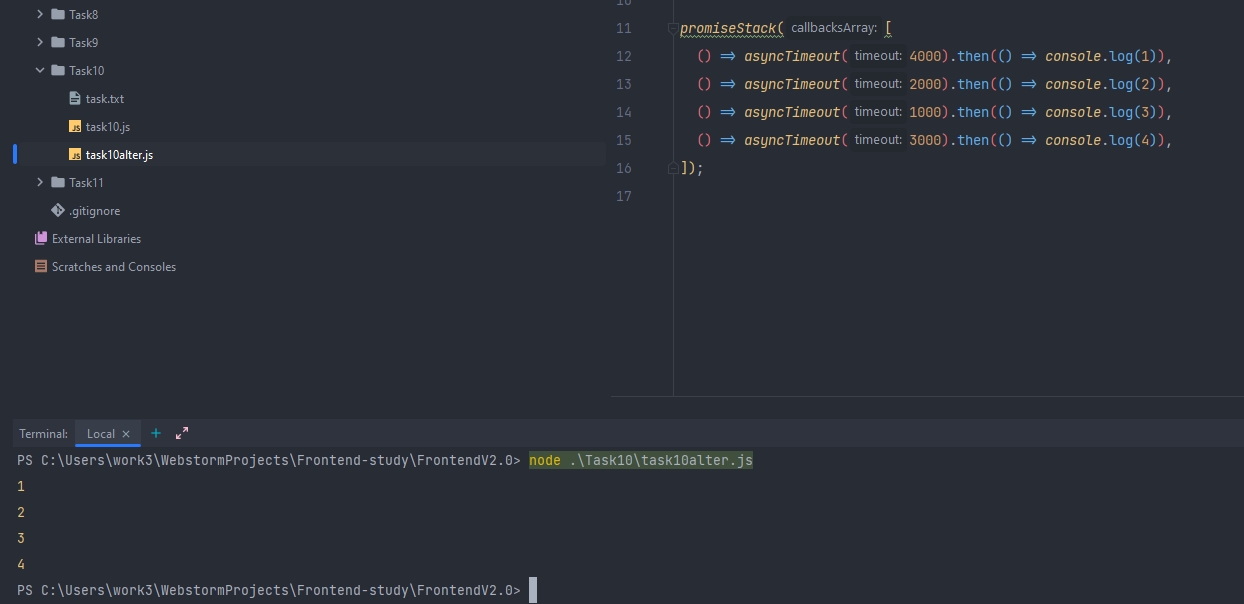 Task8
Task9
Task10
task.txt
task10.js
task10alter.js
Task11
.gitignore
External Libraries
Scratches and Consoles
10
11 promiseStack( callbacksArray: [
12 () => asyncTimeout( timeout: 4000).then(() => console.log(1)),
13 () => asyncTimeout( timeout: 2000).then(() => console.log(2)),
14 () => asyncTimeout( timeout: 1000).then(() => console.log(3)),
15 () => asyncTimeout( timeout: 3000).then(() => console.log(4)),
16 ]);
17
Terminal: Local × +
PS C:\Users\work3\WebstormProjects\Frontend-study\FrontendV2.0> node .\Task10\task10alter.js
1
2
3
4
PS C:\Users\work3\WebstormProjects\Frontend-study\FrontendV2.0>